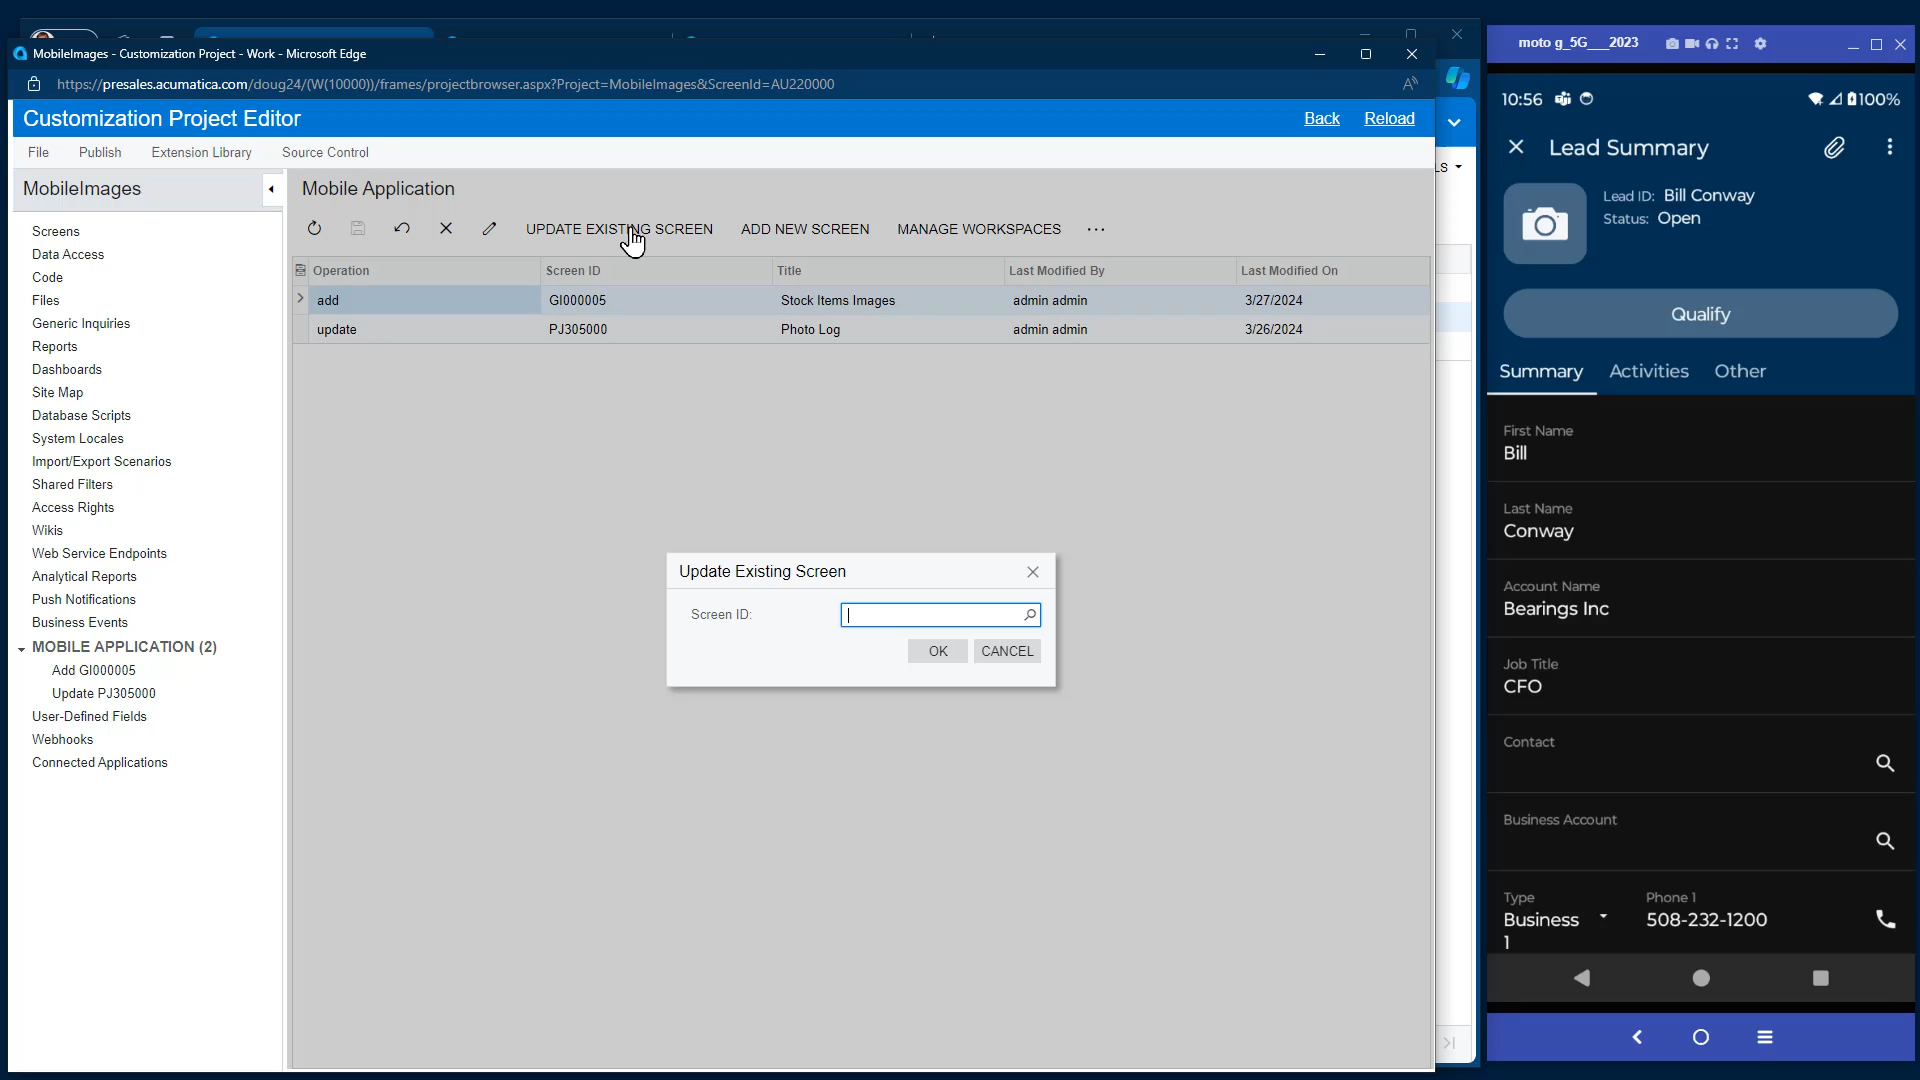 MobileImages - Customization Project - Work - Microsoft Edge
https://presales.acumatica.com/doug24/(W(10000))/frames/projectbrowser.aspx?Project=MobileImages&ScreenId=AU220000
Customization Project Editor
Back
Reload
File
Publish
Extension Library
Source Control
MobileImages
Screens
Data Access
Code
Files
Generic Inquiries
Reports
Dashboards
Site Map
Database Scripts
System Locales
Import/Export Scenarios
Shared Filters
Access Rights
Wikis
Web Service Endpoints
Analytical Reports
Push Notifications
Business Events
MOBILE APPLICATION (2)
Add GI000005
Update PJ305000
User-Defined Fields
Webhooks
Connected Applications
Mobile Application
UPDATE EXISTING SCREEN
ADD NEW SCREEN
MANAGE WORKSPACES
Operation Screen ID Title Last Modified By Last Modified On
add GI000005 Stock Items Images admin admin 3/27/2024
update PJ305000 Photo Log admin admin 3/26/2024
Update Existing Screen
Screen ID:
OK
CANCEL
LS
moto g_5G___2023
10:56
100%
Lead Summary
Lead ID: Bill Conway
Status: Open
Qualify
Summary
Activities
Other
First Name
Bill
Last Name
Conway
Account Name
Bearings Inc
Job Title
CFO
Contact
Business Account
Type
Business
1
Phone 1
508-232-1200